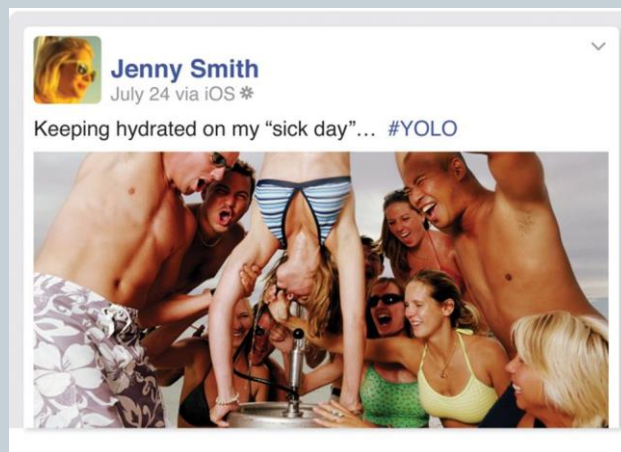 Jenny Smith
July 24 via iOS
Keeping hydrated on my “sick day”... #YOLO